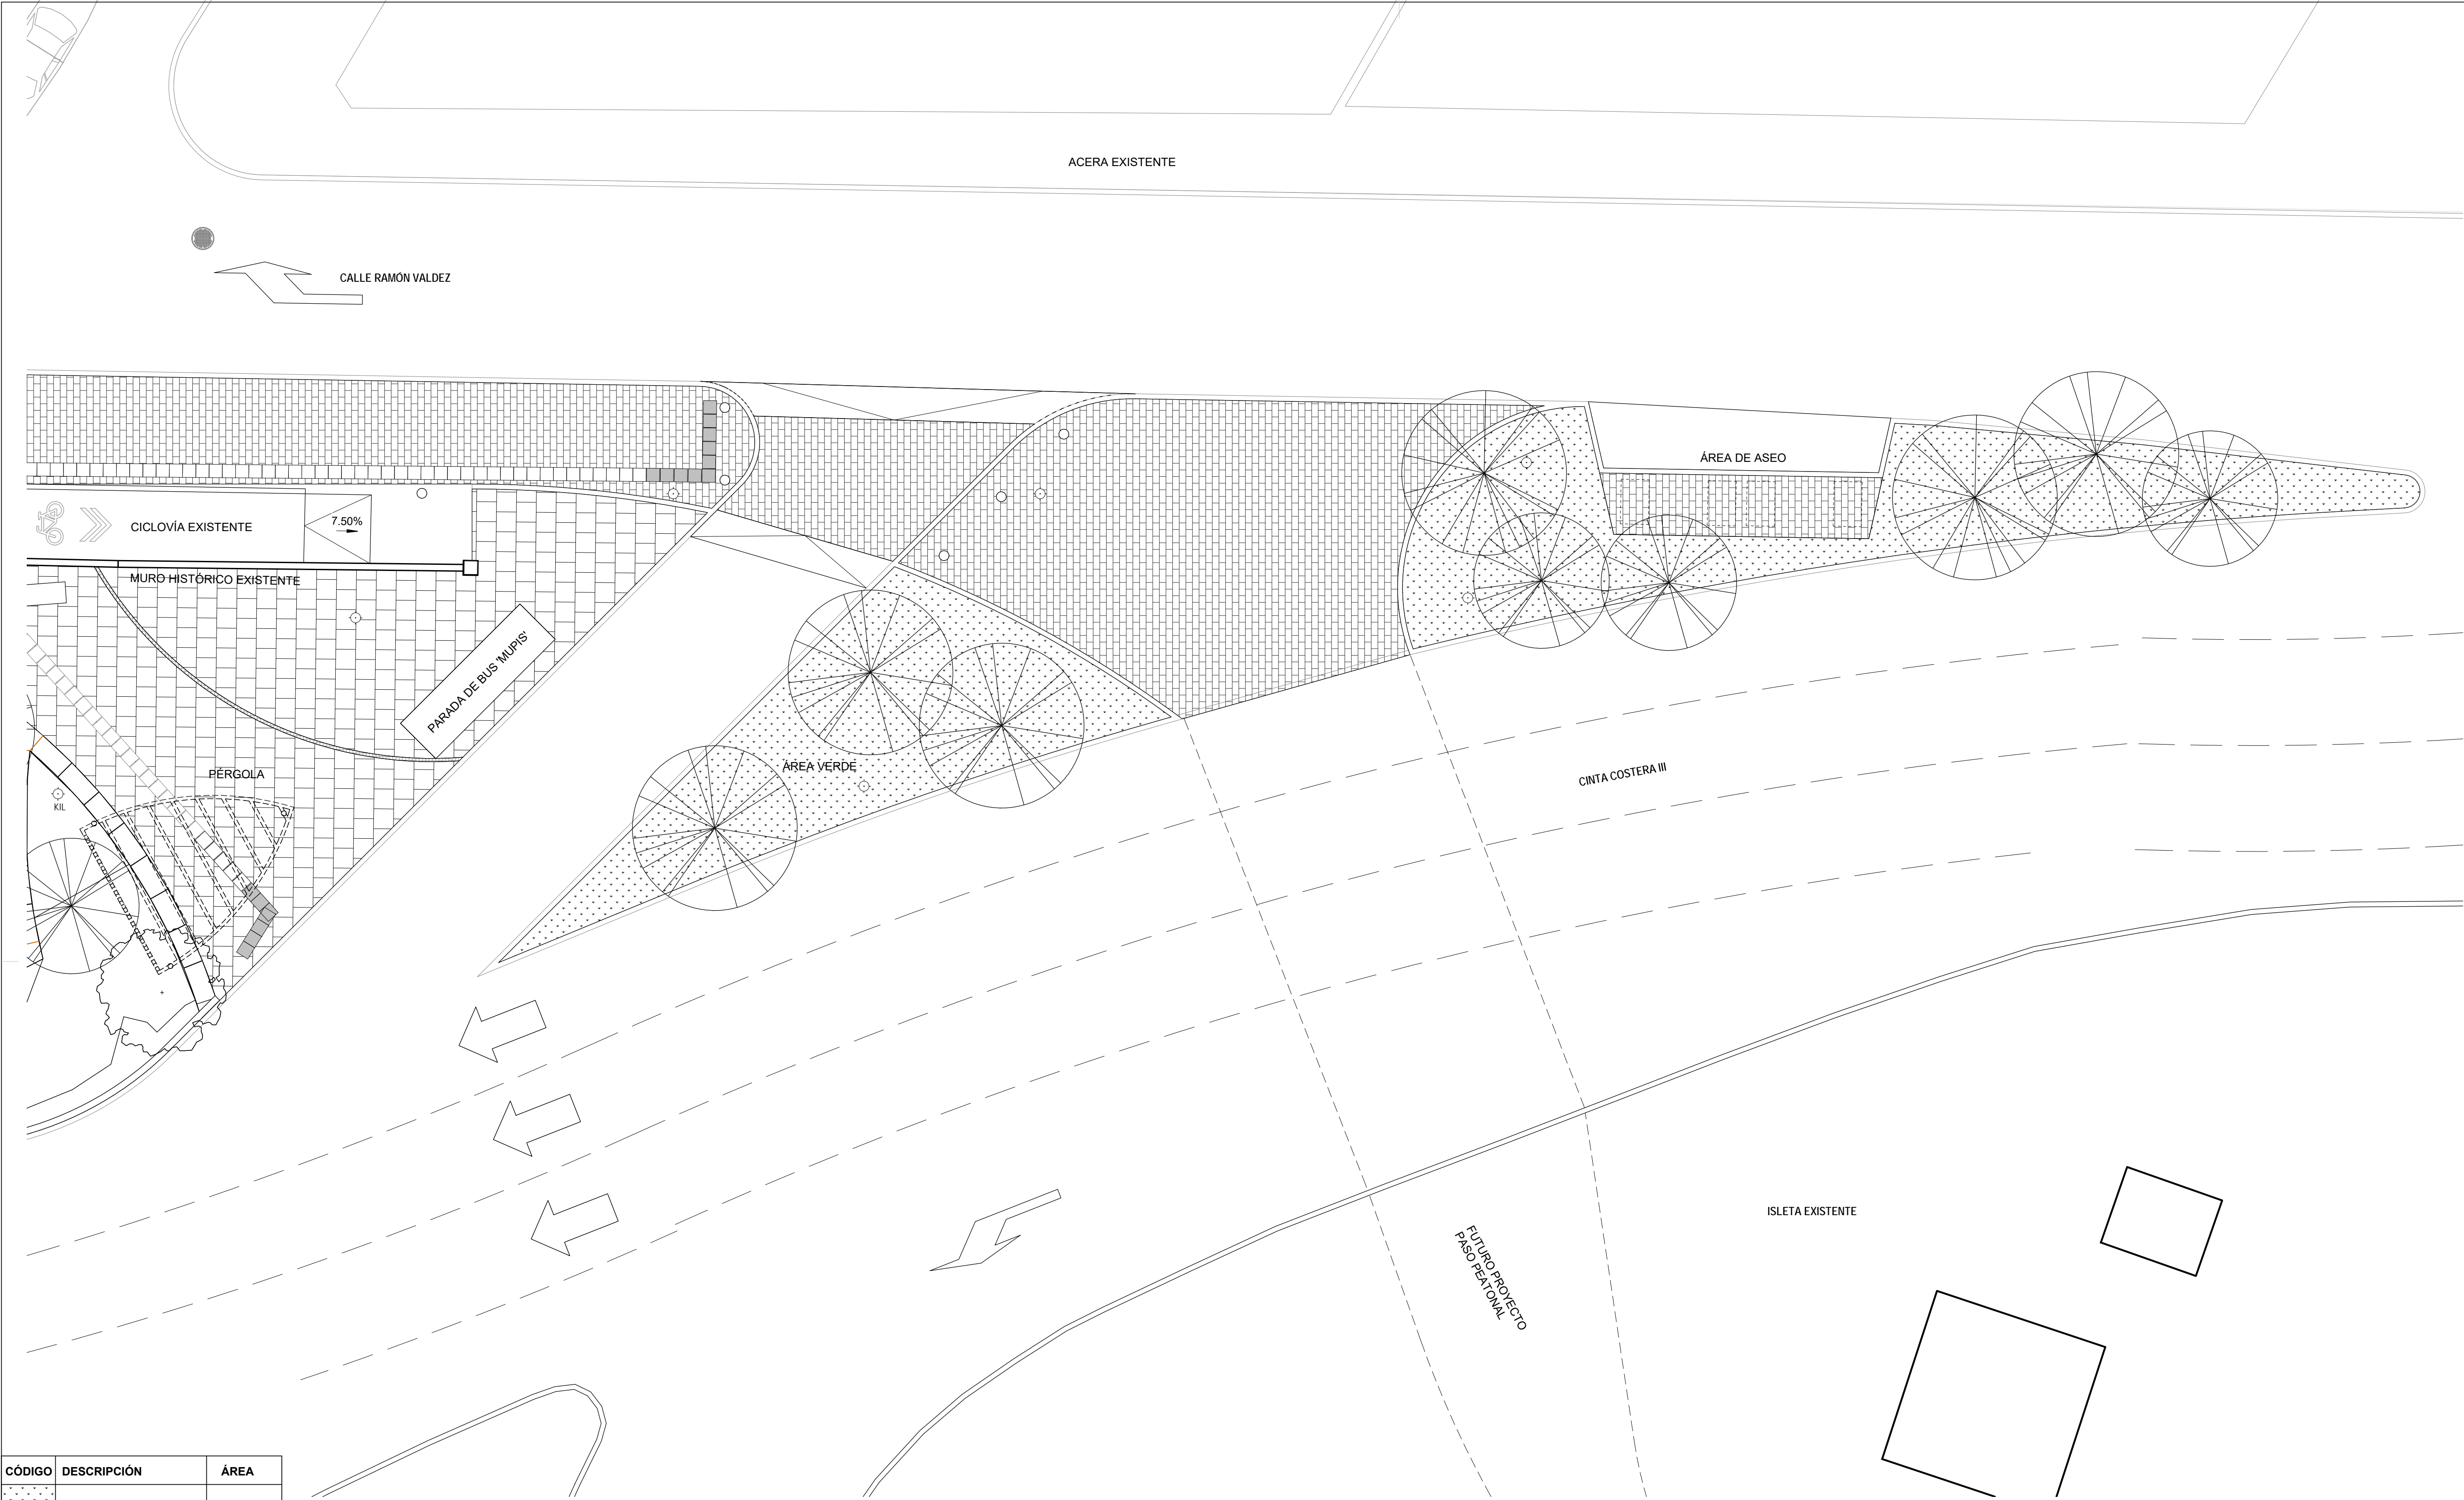 ACERA EXISTENTE
CALLE RAMÓN VALDEZ
ÁREA DE ASEO
CICLOVÍA EXISTENTE
7.50%
MURO HISTÓRICO EXISTENTE
PARADA DE BUS 'MUPIS'
PÉRGOLA
KIL
ÁREA VERDE
CINTA COSTERA III
ISLETA EXISTENTE
FUTURO PROYECTO
PASO PEATONAL
CÓDIGO DESCRIPCIÓN ÁREA